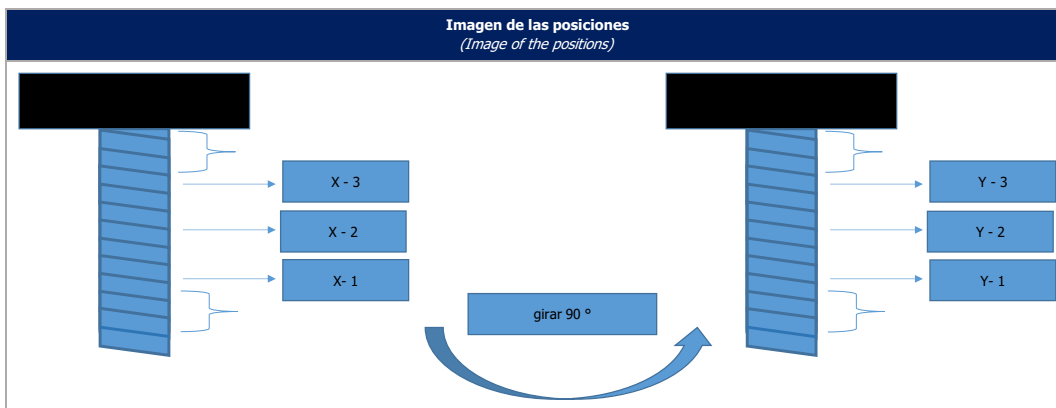 Imagen de las posiciones
(Image of the positions)
X - 3
Y - 3
X - 2
Y - 2
X- 1
Y- 1
girar 90 °